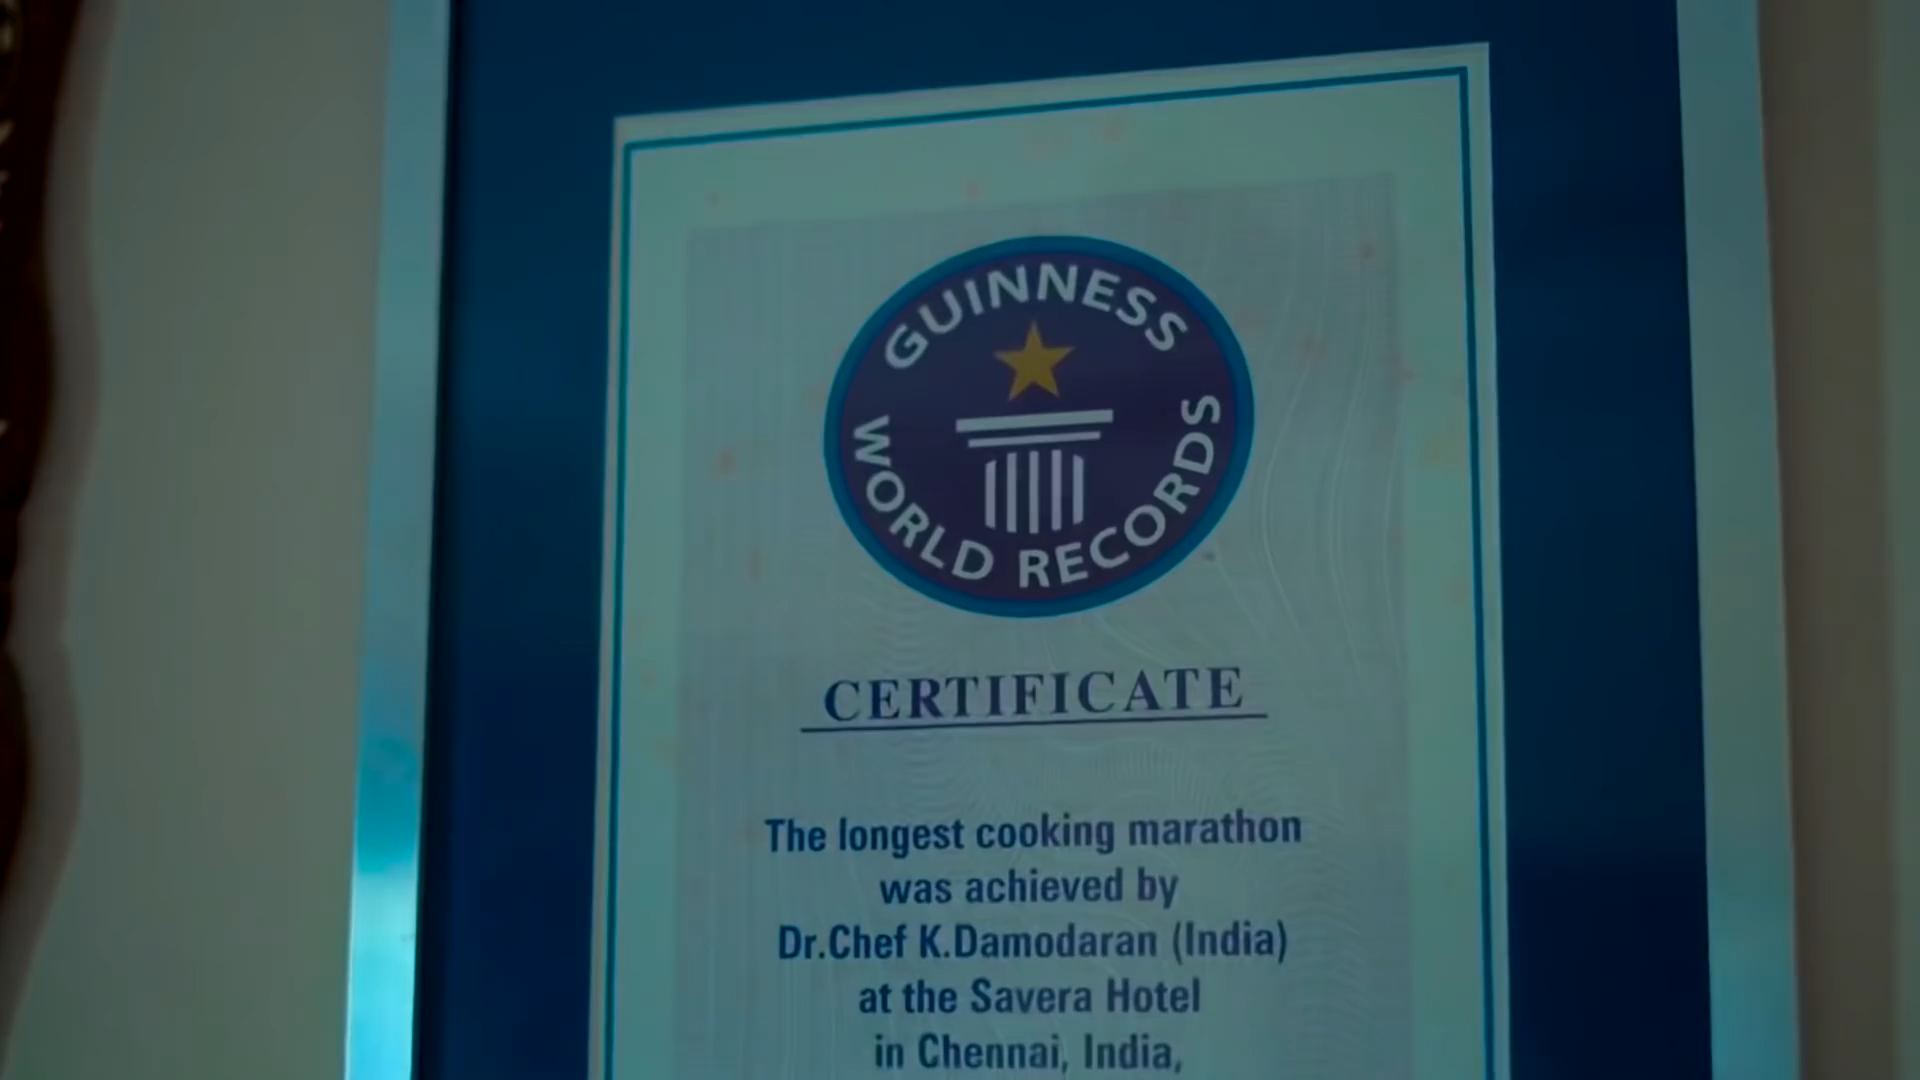 GUINNESS
WORLD RECORDS
CERTIFICATE
The longest cooking marathon
was achieved by
Dr.Chef K.Damodaran (India)
at the Savera Hotel
in Chennai, India,